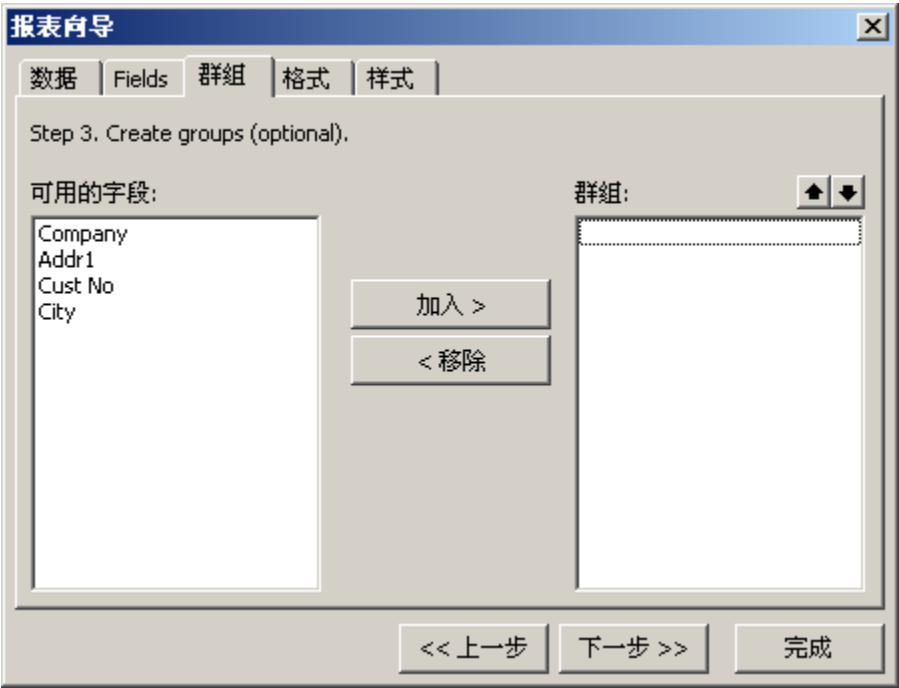 报表向导
数据 Fields 群组 格式 样式
Step 3. Create groups (optional).
可用的字段: 群组:
Company
Addr1
Cust No
City
加入 >
< 移除
<< 上一步 下一步 >> 完成